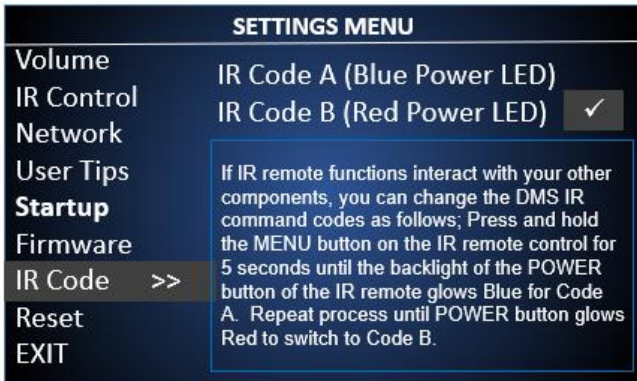 SETTINGS MENU
Volume
IR Control
Network
User Tips
Startup
Firmware
IR Code >>
Reset
EXIT
IR Code A (Blue Power LED)
IR Code B (Red Power LED) ✓
If IR remote functions interact with your other
components, you can change the DMS IR
command codes as follows; Press and hold
the MENU button on the IR remote control for
5 seconds until the backlight of the POWER
button of the IR remote glows Blue for Code
A. Repeat process until POWER button glows
Red to switch to Code B.